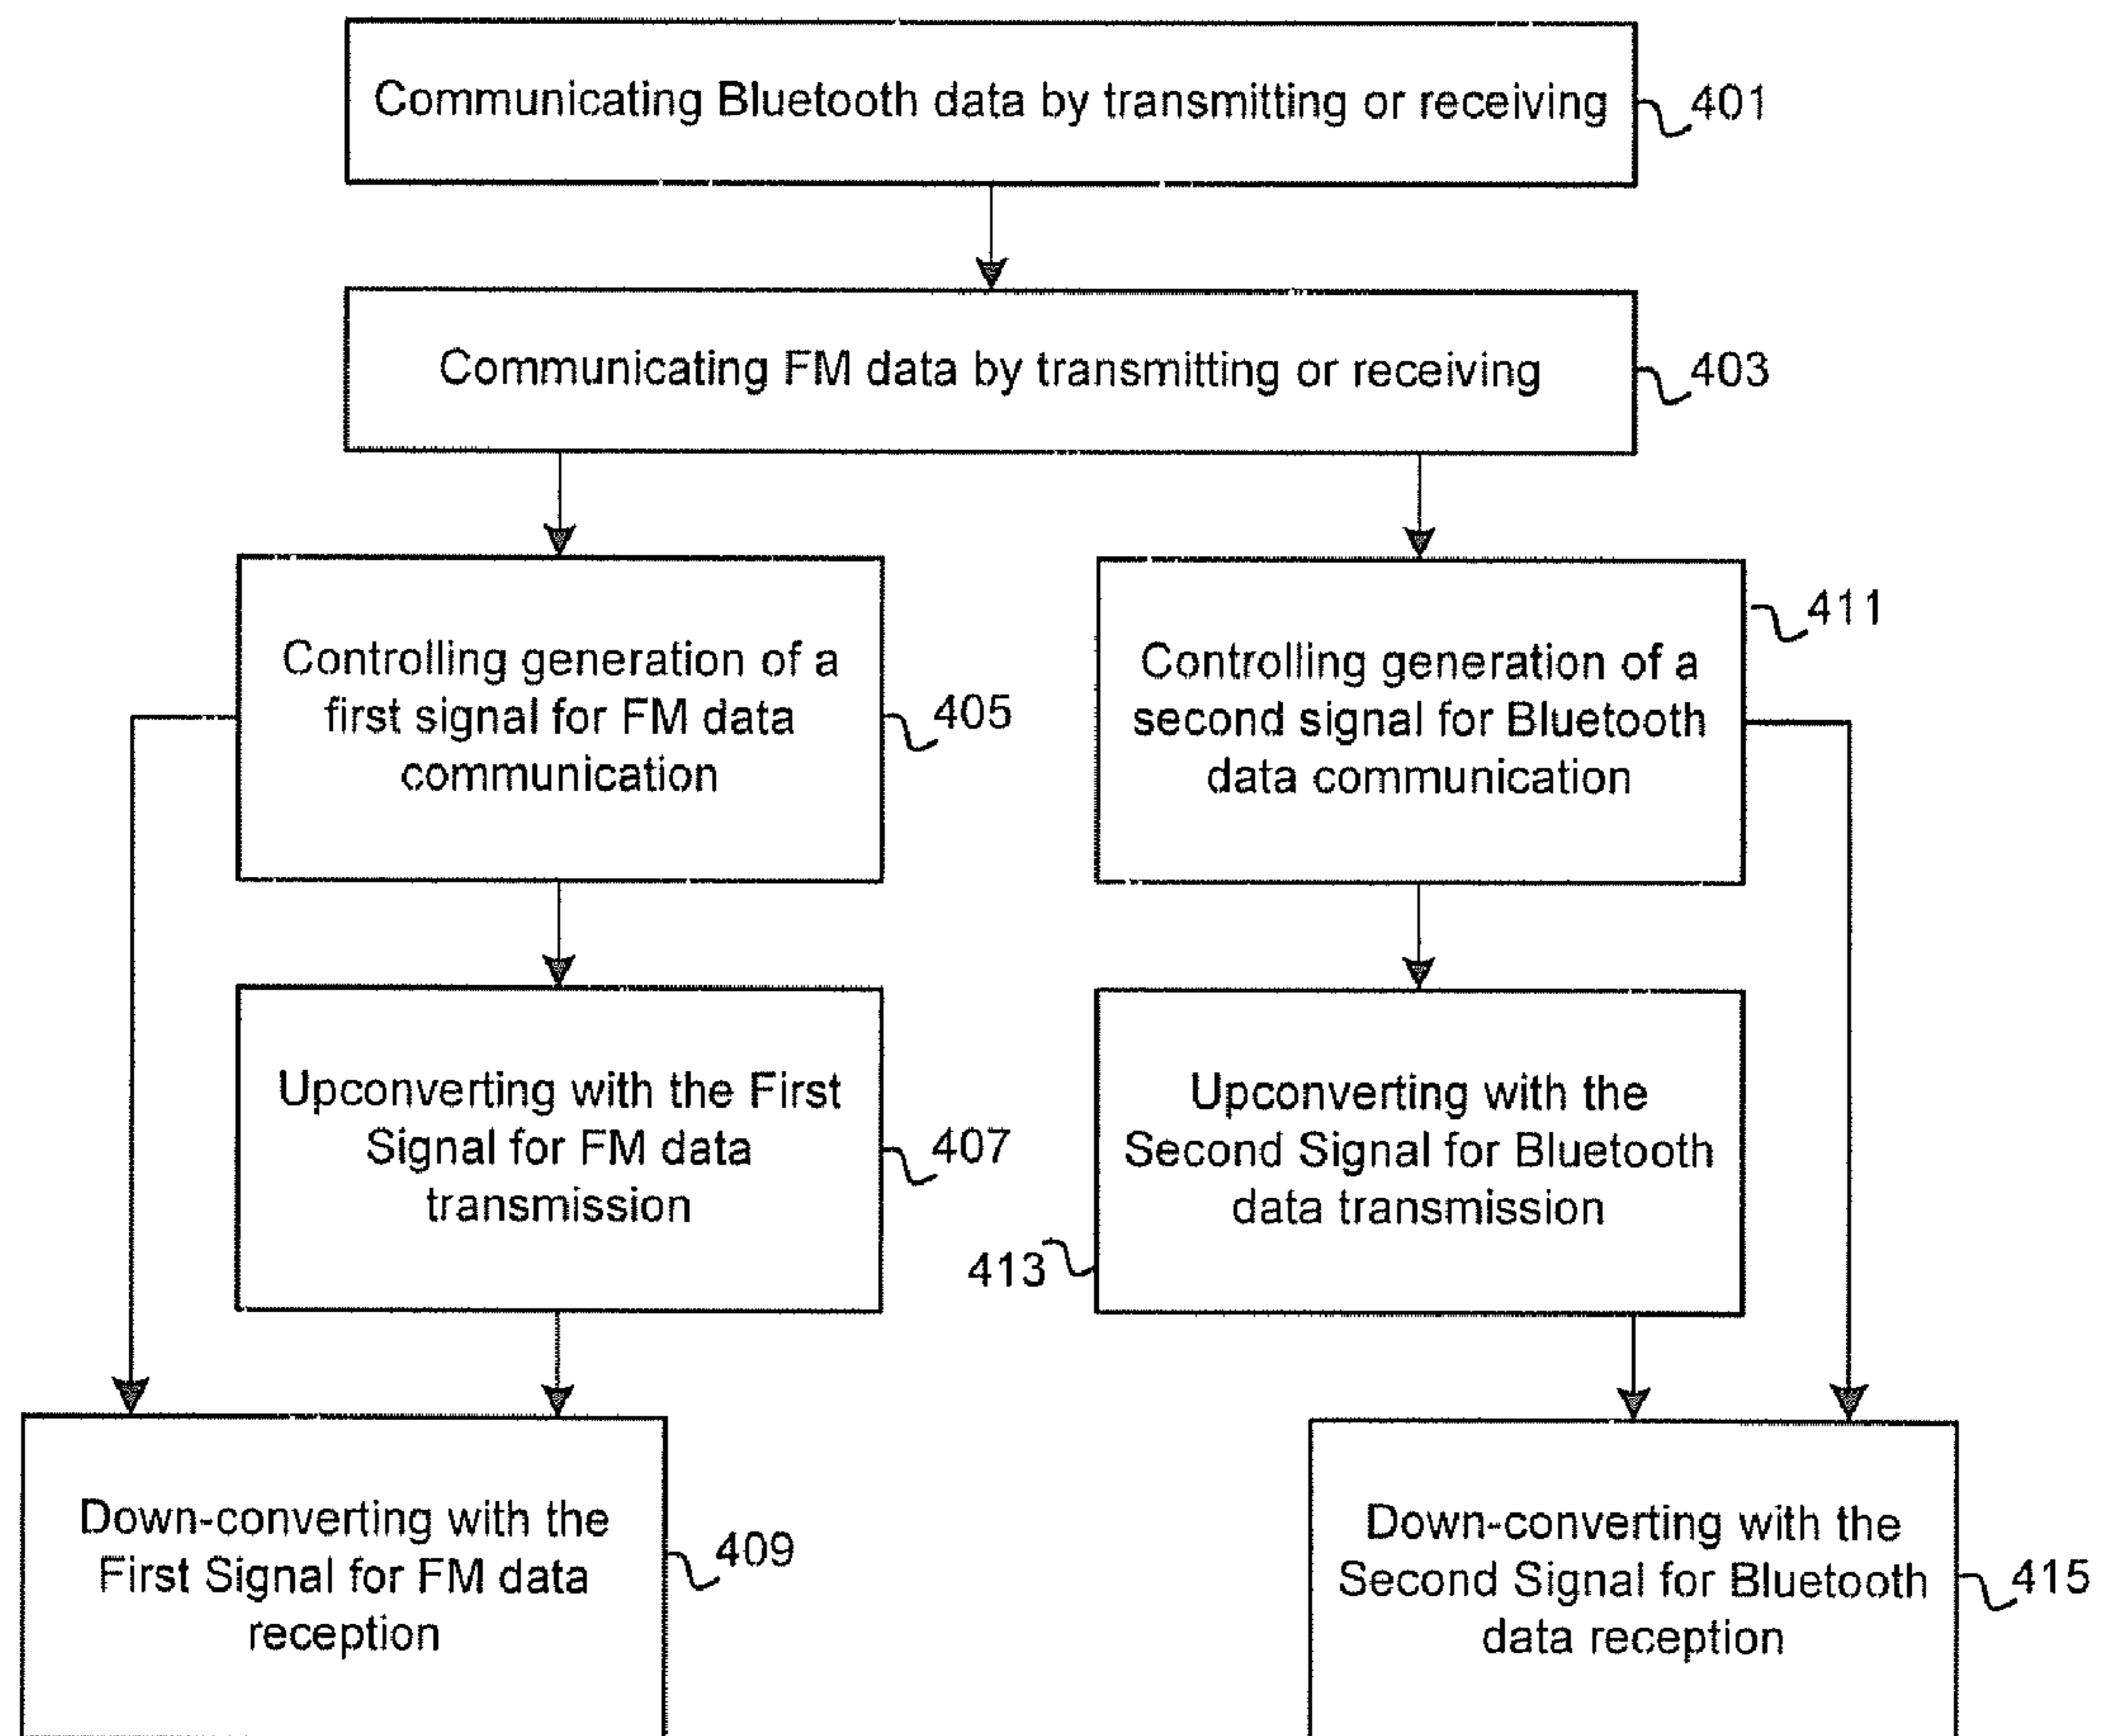 Communicating Bluetooth data by transmitting or receiving
401
Communicating FM data by transmitting or receiving
403
Controlling generation of a
first signal for FM data
communication
405
Controlling generation of a
second signal for Bluetooth
data communication
411
Upconverting with the First
Signal for FM data
transmission
407
Upconverting with the
Second Signal for Bluetooth
data transmission
413
Down-converting with the
First Signal for FM data
reception
409
Down-converting with the
Second Signal for Bluetooth
data reception
415